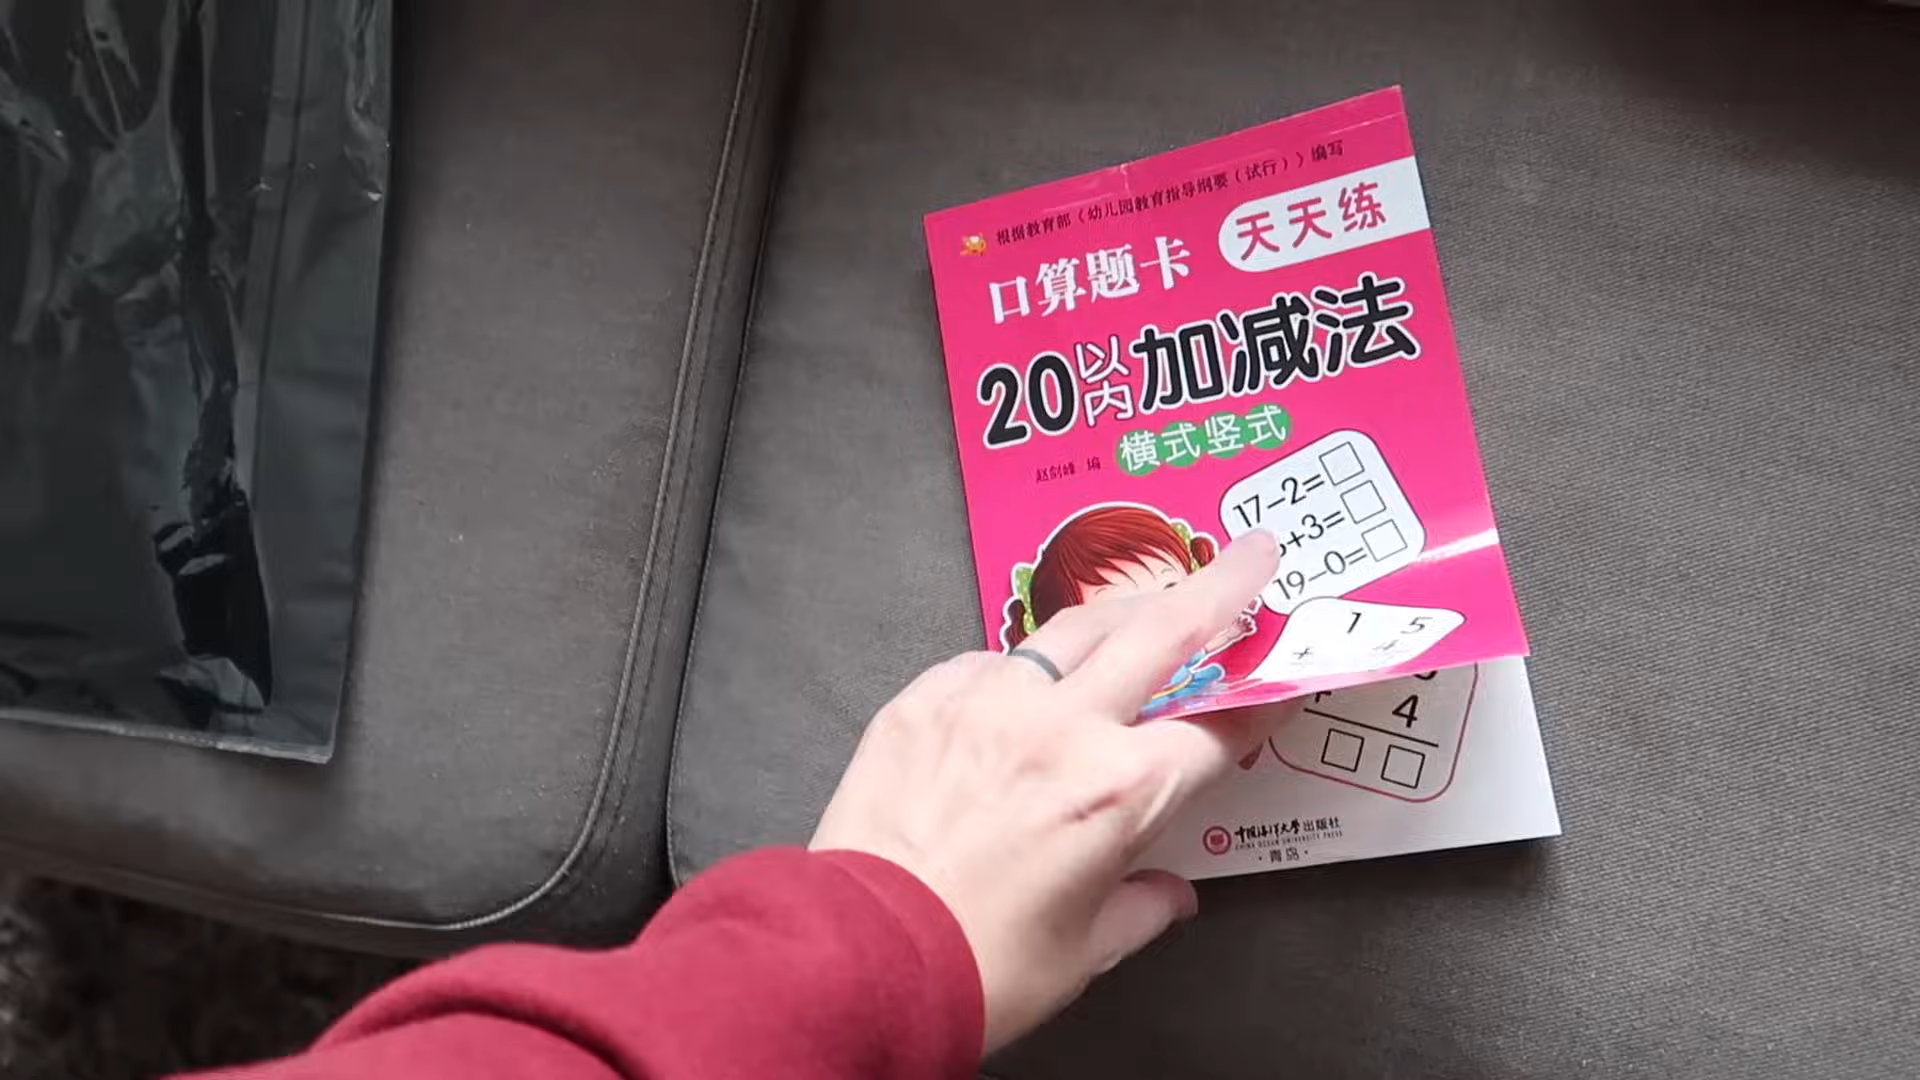 根据教育部《幼儿园教育指导纲要(试行)》编写
口算题卡 天天练
20以内加减法
横式竖式
赵剑峰 编
17-2=□
+3=□
19-0=□
1 5
+ 4
4
□ □
中国海洋大学出版社
CHINA OCEAN UNIVERSITY PRESS
·青岛·